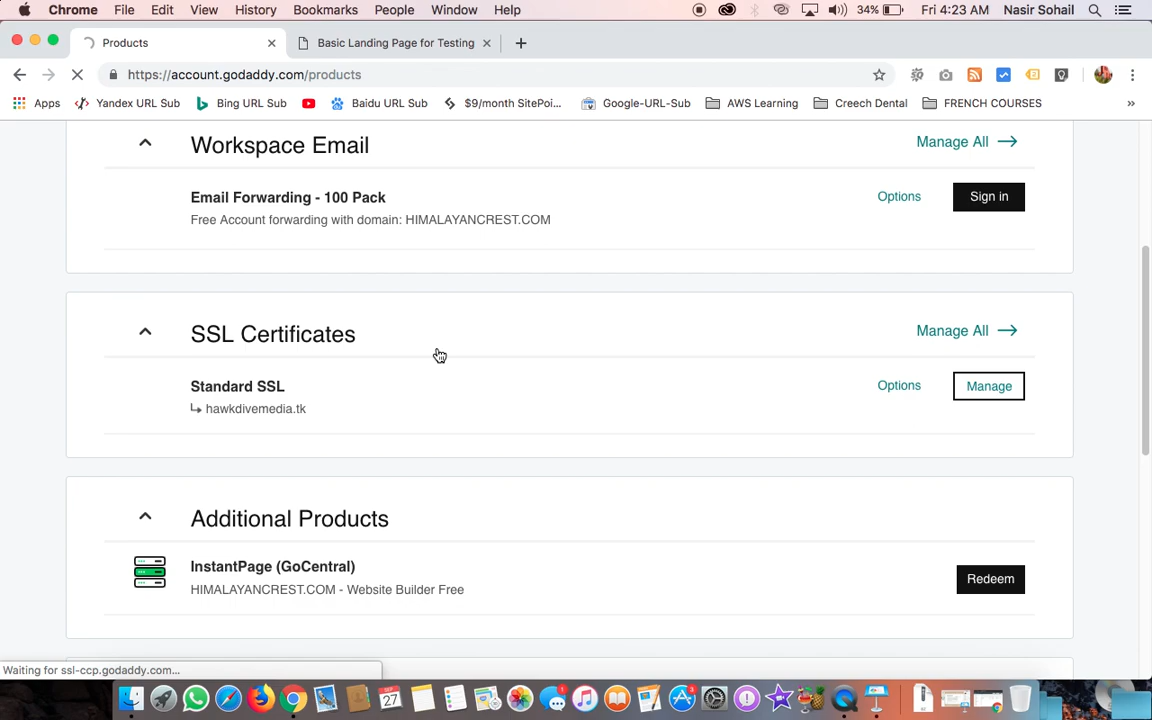 Chrome File Edit View History Bookmarks People Window Help 34% Fri 4:23 AM Nasir Sohail
Products Basic Landing Page for Testing
https://account.godaddy.com/products
Apps Yandex URL Sub Bing URL Sub Baidu URL Sub $9/month SitePoi... Google-URL-Sub AWS Learning Creech Dental FRENCH COURSES »
Workspace Email Manage All
Email Forwarding - 100 Pack Options Sign in
Free Account forwarding with domain: HIMALAYANCREST.COM
SSL Certificates Manage All
Standard SSL Options Manage
hawkdivemedia.tk
Additional Products
InstantPage (GoCentral) Redeem
HIMALAYANCREST.COM - Website Builder Free
Waiting for ssl-ccp.godaddy.com...